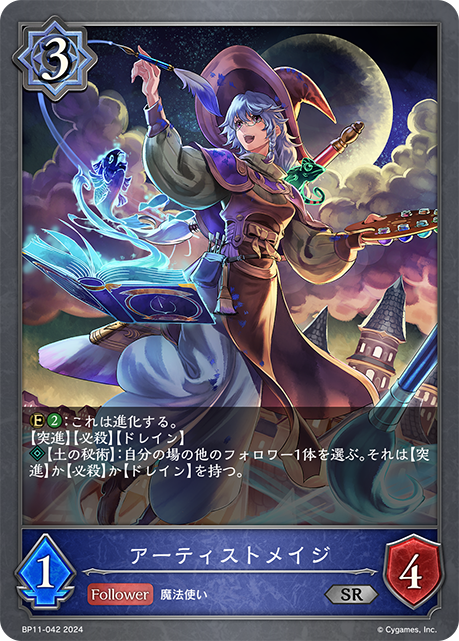 3
E 2:これは進化する。
【突進】【必殺】【ドレイン】
【土の秘術】:自分の場の他のフォロワー1体を選ぶ。それは【突
進】か【必殺】か【ドレイン】を持つ。
アーティストメイジ
1
Follower 魔法使い
SR
4
BP11-042 2024
© Cygames, Inc.